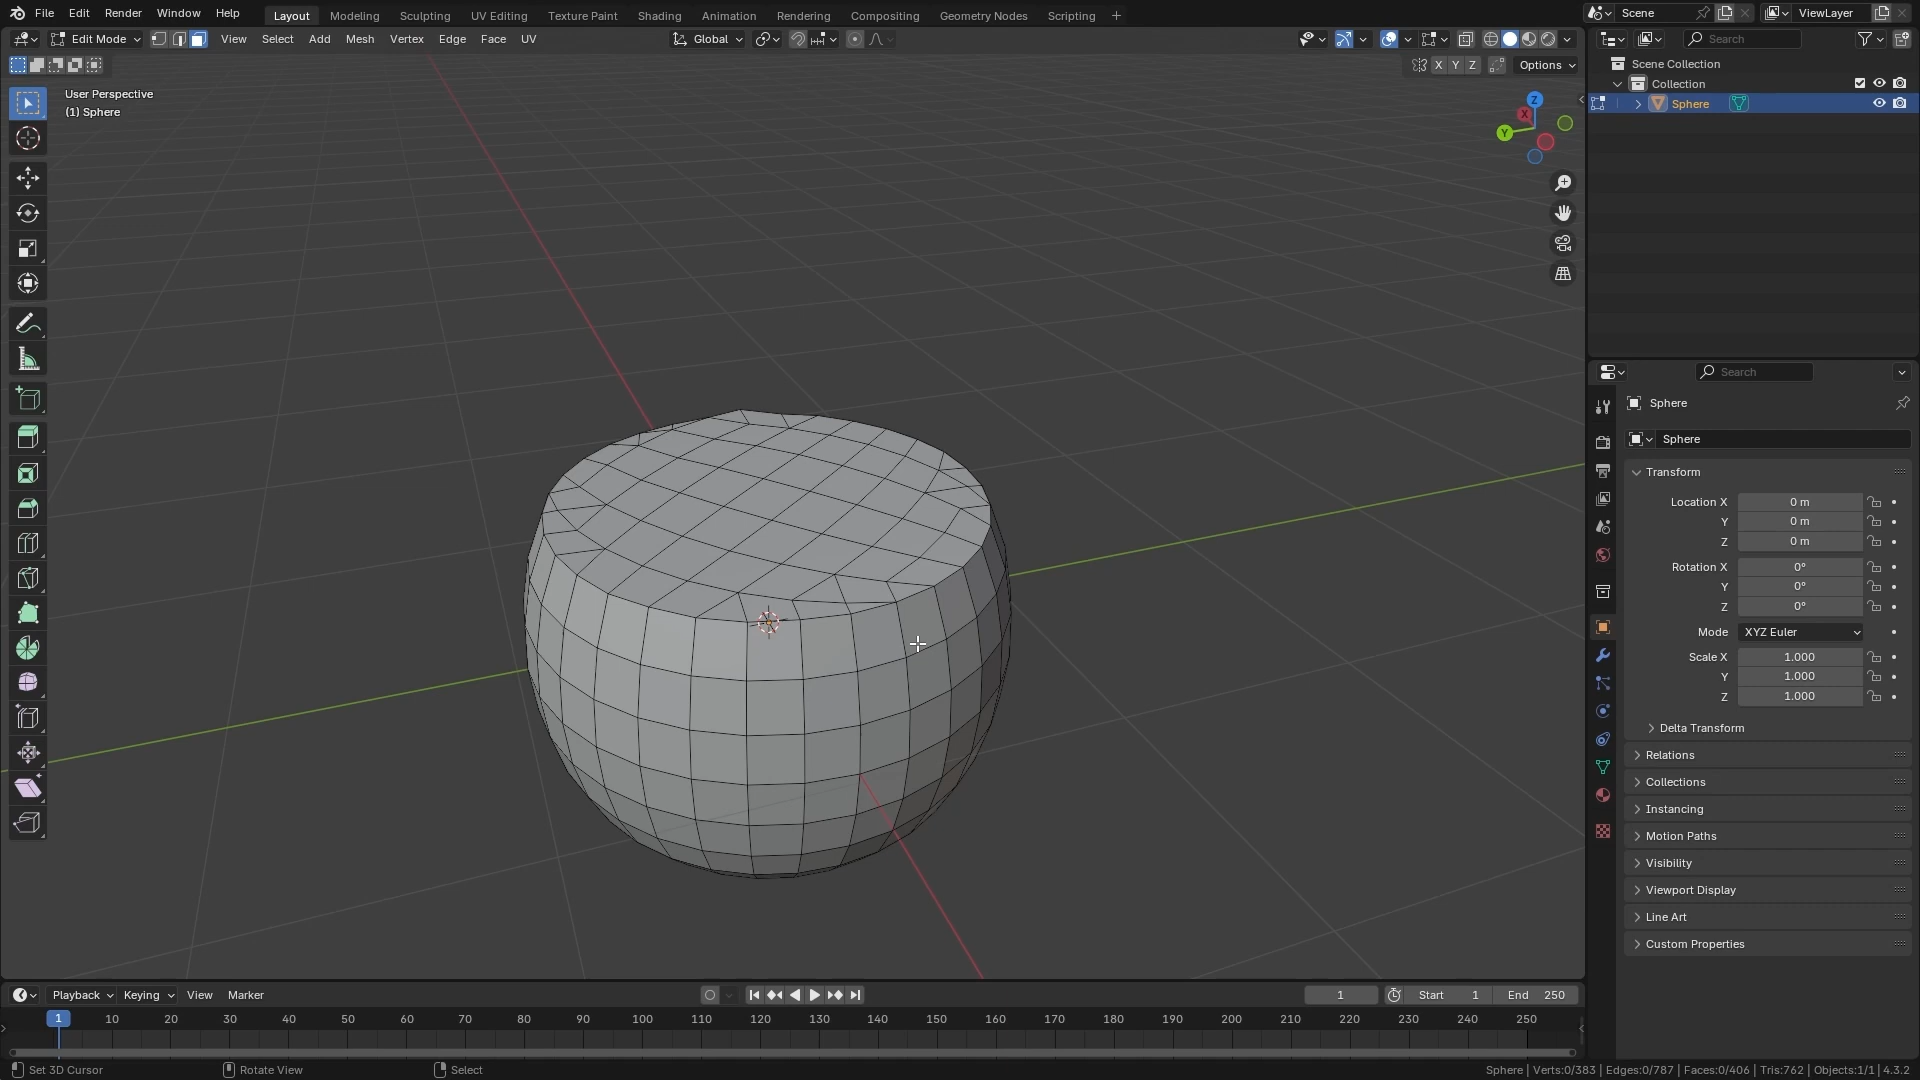 File Edit Render Window Help Layout Modeling Sculpting UV Editing Texture Paint Shading Animation Rendering Compositing Geometry Nodes Scripting + Scene ViewLayer
Edit Mode View Select Add Mesh Vertex Edge Face UV Global Search
X Y Z Options
User Perspective
(1) Sphere
Z
X
Y
Scene Collection
Collection
Sphere
Search
Sphere
Sphere
Transform
Location X 0 m
Y 0 m
Z 0 m
Rotation X 0°
Y 0°
Z 0°
Mode XYZ Euler
Scale X 1.000
Y 1.000
Z 1.000
Delta Transform
Relations
Collections
Instancing
Motion Paths
Visibility
Viewport Display
Line Art
Custom Properties
Playback Keying View Marker 1 Start 1 End 250
1 10 20 30 40 50 60 70 80 90 100 110 120 130 140 150 160 170 180 190 200 210 220 230 240 250
Set 3D Cursor Rotate View Select Sphere | Verts:0/383 | Edges:0/787 | Faces:0/406 | Tris:762 | Objects:1/1 | 4.3.2